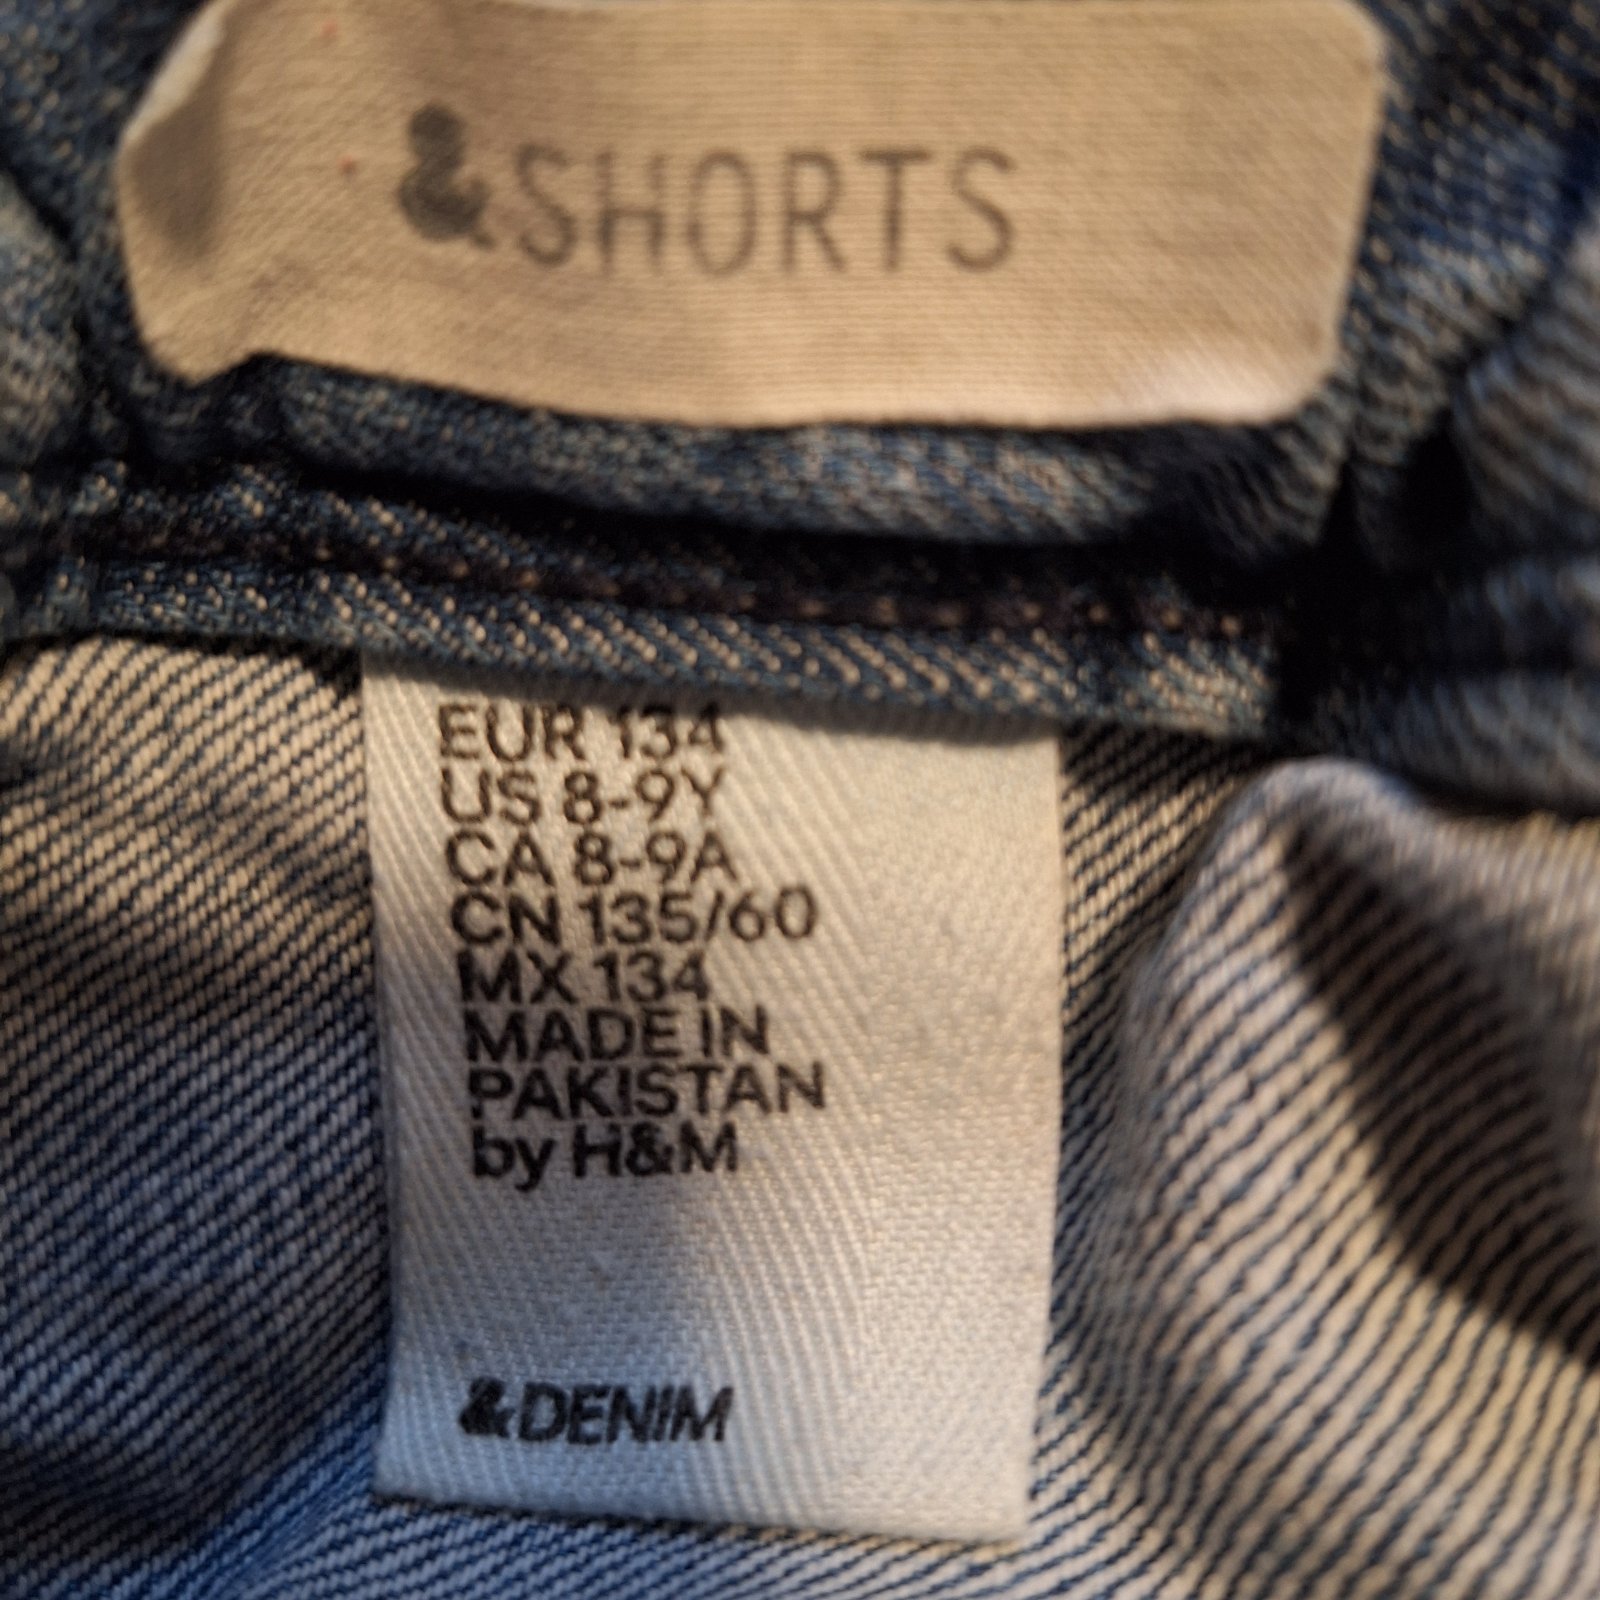 &SHORTS
EUR 134
US 8-9Y
CA 8-9A
CN 135/60
MX 134
MADE IN
PAKISTAN
by H&M
&DENIM